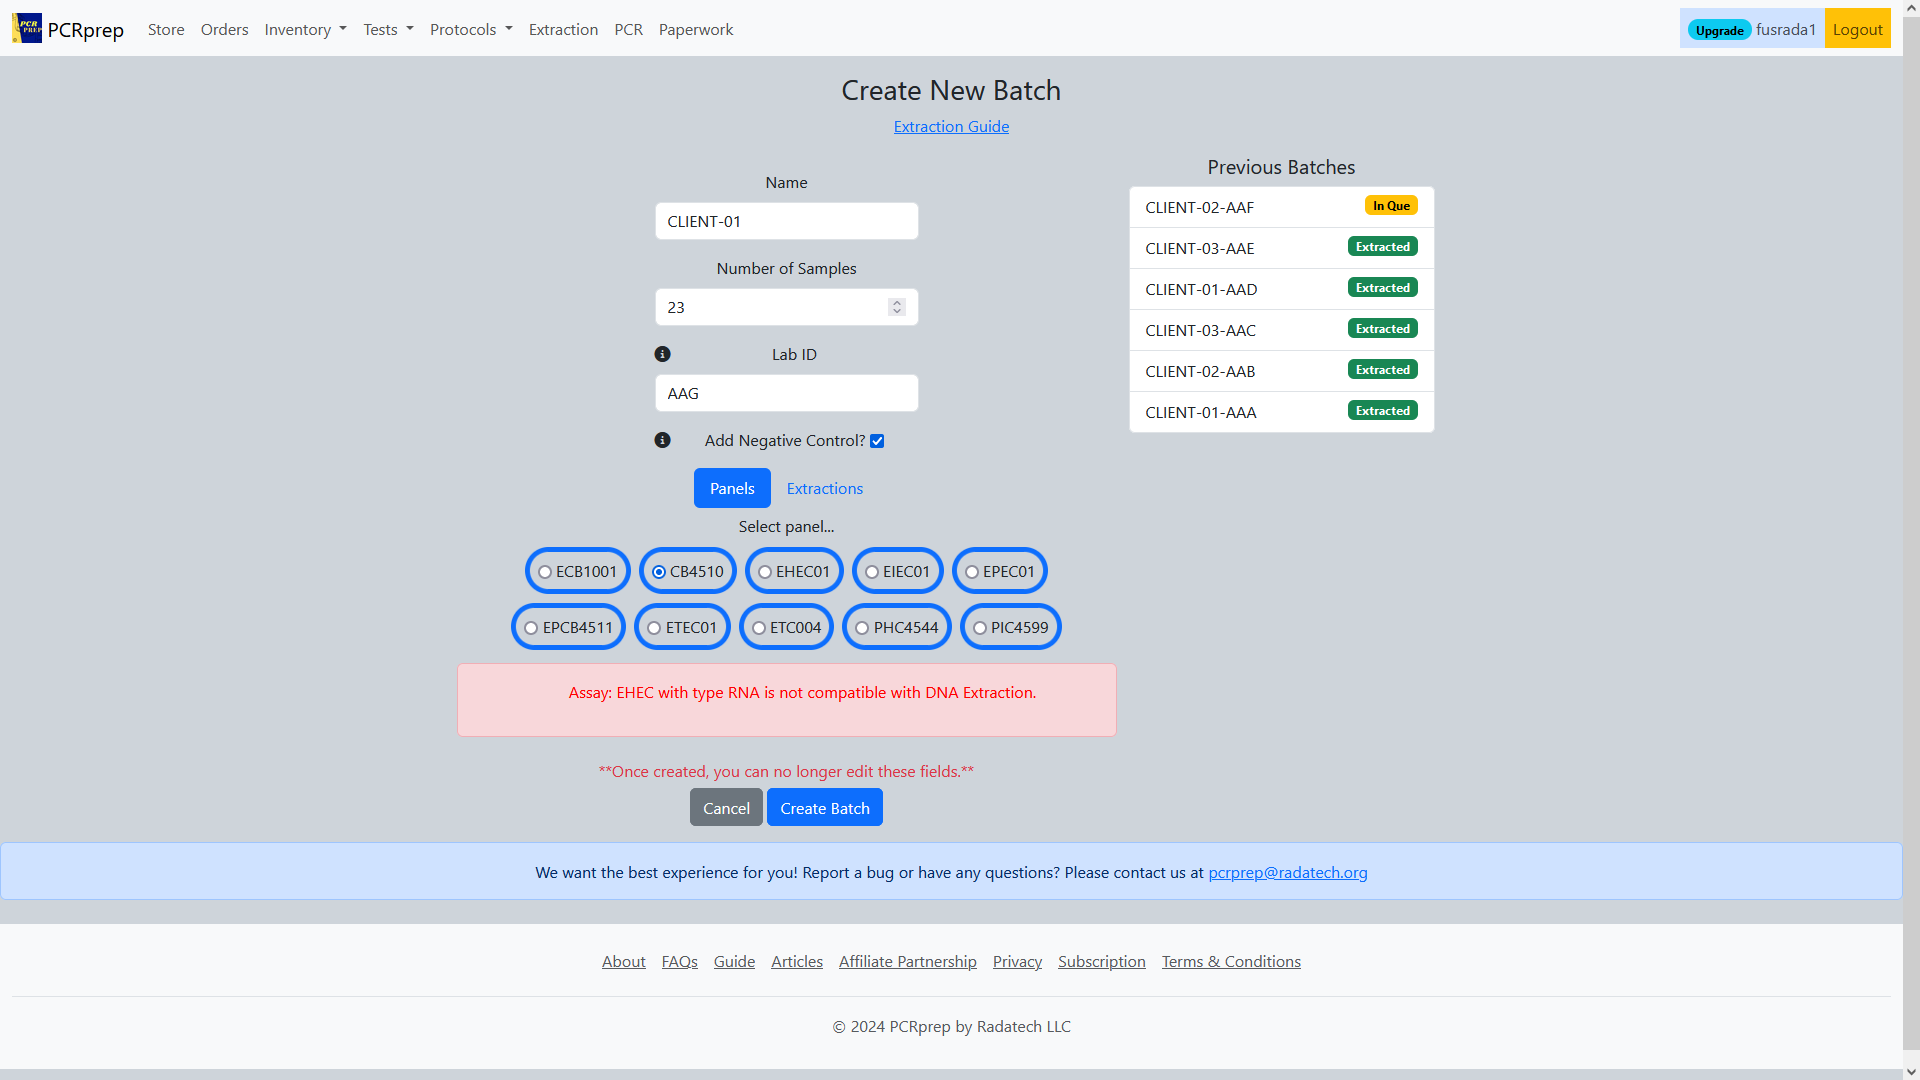 PCR PREP PCRprep Store Orders Inventory Tests Protocols Extraction PCR Paperwork Upgrade fusrada1 Logout
Create New Batch
Extraction Guide
Name
CLIENT-01
Number of Samples
23
Lab ID
AAG
Add Negative Control?
Panels Extractions
Select panel...
ECB1001 CB4510 EHEC01 EIEC01 EPEC01
EPCB4511 ETEC01 ETC004 PHC4544 PIC4599
Assay: EHEC with type RNA is not compatible with DNA Extraction.
**Once created, you can no longer edit these fields.**
Cancel Create Batch
Previous Batches
CLIENT-02-AAF In Que
CLIENT-03-AAE Extracted
CLIENT-01-AAD Extracted
CLIENT-03-AAC Extracted
CLIENT-02-AAB Extracted
CLIENT-01-AAA Extracted
We want the best experience for you! Report a bug or have any questions? Please contact us at pcrprep@radatech.org
About FAQs Guide Articles Affiliate Partnership Privacy Subscription Terms & Conditions
© 2024 PCRprep by Radatech LLC